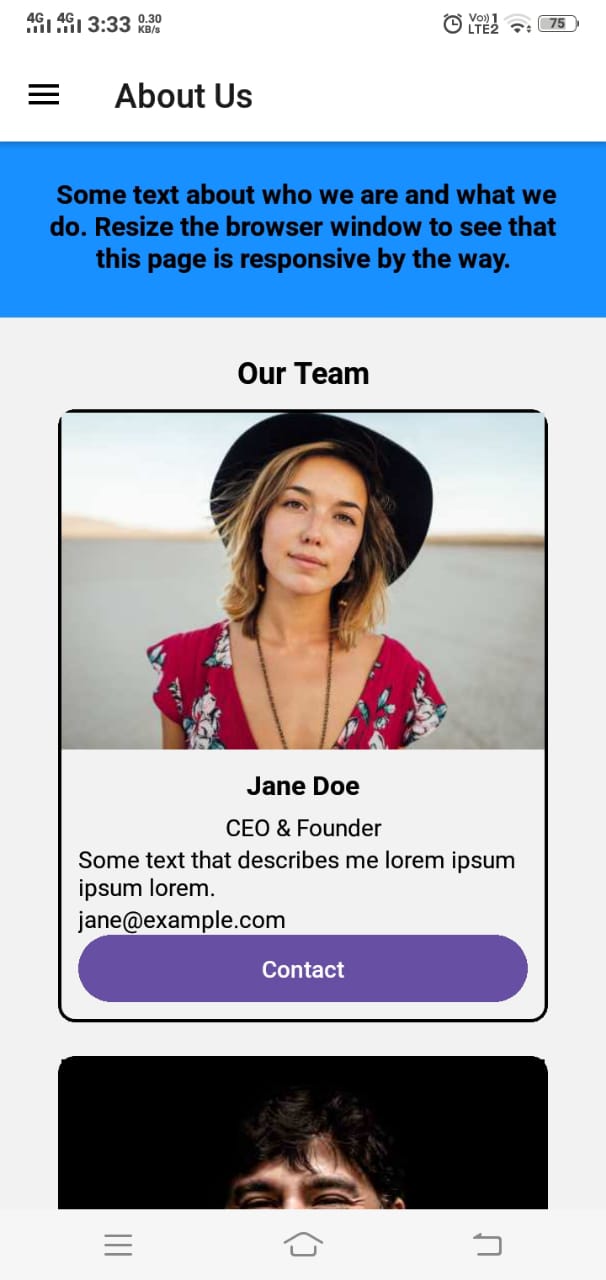 4G 4G 3:33 0.30 KB/s Vo)) 1 LTE2 75
About Us
Some text about who we are and what we
do. Resize the browser window to see that
this page is responsive by the way.
Our Team
Jane Doe
CEO & Founder
Some text that describes me lorem ipsum
ipsum lorem.
jane@example.com
Contact